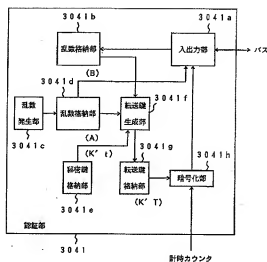 3041b
3041a
乱数格納部
入出力部
バス
3041d
(B)
3041f
乱数
発生部
乱数格納部
転送鍵
生成部
(A)
3041c
(K't)
3041g
3041h
秘密鍵
格納部
転送鍵
格納部
暗号化部
3041e
(K'T)
認証部
3041
計時カウンタ